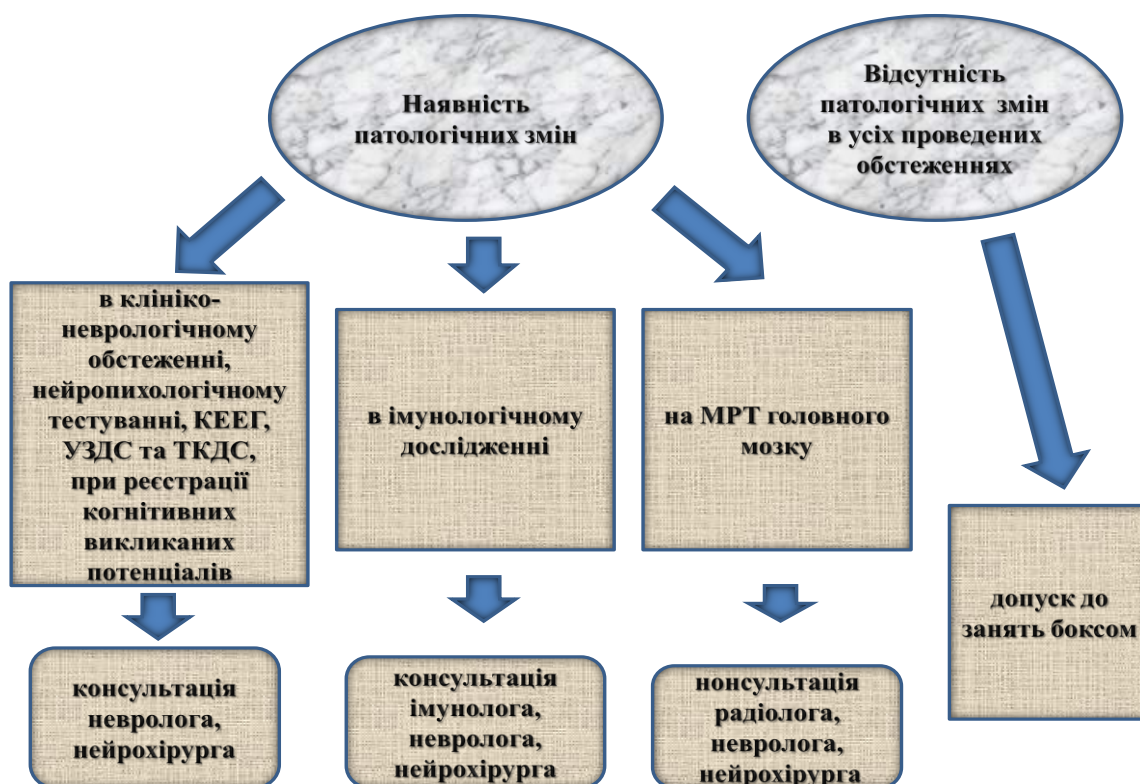 Наявність
патологічних змін
Відсутність
патологічних змін
в усіх проведених
обстеженнях
в клініко-
неврологічному
обстеженні,
нейропихологічному
тестуванні, КЕЕГ,
УЗДС та ТКДС,
при реєстрації
когнітивних
викликаних
потенціалів
в імунологічному
дослідженні
на МРТ головного
мозку
допуск до
занять боксом
консультація
невролога,
нейрохірурга
консультація
імунолога,
невролога,
нейрохірурга
нонсультація
радіолога,
невролога,
нейрохірурга